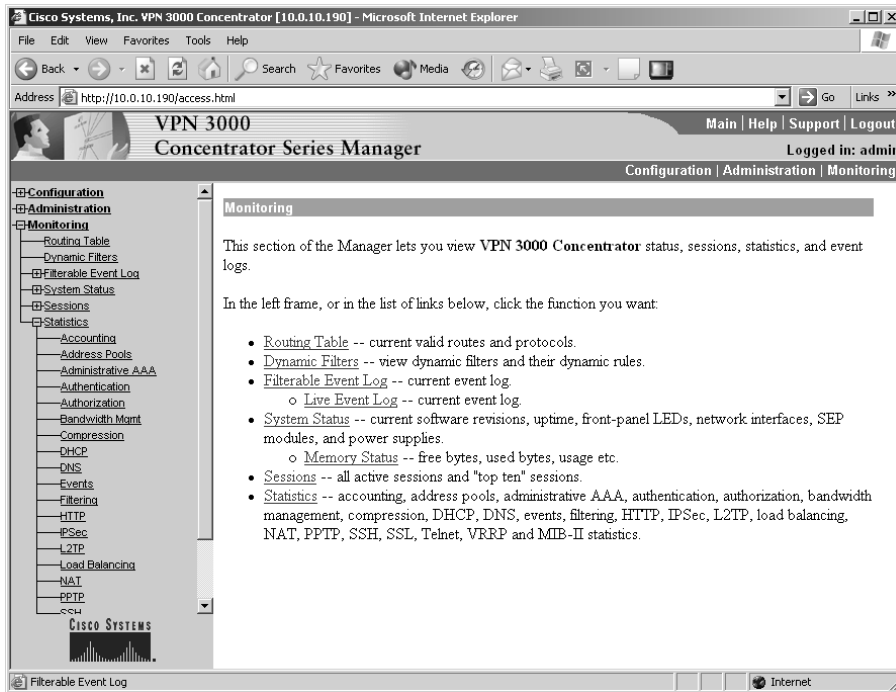 Cisco Systems, Inc. VPN 3000 Concentrator [10.0.10.190] - Microsoft Internet Explorer
File Edit View Favorites Tools Help
Back Search Favorites Media
Address http://10.0.10.190/access.html Go Links »
VPN 3000
Concentrator Series Manager
Main | Help | Support | Logout
Logged in: admin
Configuration | Administration | Monitoring
Configuration
Administration
Monitoring
Routing Table
Dynamic Filters
Filterable Event Log
System Status
Sessions
Statistics
Accounting
Address Pools
Administrative AAA
Authentication
Authorization
Bandwidth Mgmt
Compression
DHCP
DNS
Events
Filtering
HTTP
IPSec
L2TP
Load Balancing
NAT
PPTP
SSH
CISCO SYSTEMS
Monitoring
This section of the Manager lets you view VPN 3000 Concentrator status, sessions, statistics, and event
logs.
In the left frame, or in the list of links below, click the function you want:
• Routing Table -- current valid routes and protocols.
• Dynamic Filters -- view dynamic filters and their dynamic rules.
• Filterable Event Log -- current event log.
o Live Event Log -- current event log.
• System Status -- current software revisions, uptime, front-panel LEDs, network interfaces, SEP
modules, and power supplies.
o Memory Status -- free bytes, used bytes, usage etc.
• Sessions -- all active sessions and "top ten" sessions.
• Statistics -- accounting, address pools, administrative AAA, authentication, authorization, bandwidth
management, compression, DHCP, DNS, events, filtering, HTTP, IPSec, L2TP, load balancing,
NAT, PPTP, SSH, SSL, Telnet, VRRP and MIB-II statistics.
Filterable Event Log
Internet